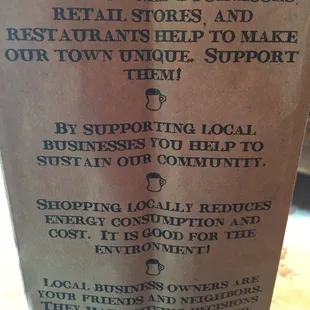 RETAIL STORES, AND
RESTAURANTS HELP TO MAKE
OUR TOWN UNIQUE. SUPPORT
THEM!
BY SUPPORTING LOCAL
BUSINESSES YOU HELP TO
SUSTAIN OUR COMMUNITY.
SHOPPING LOCALLY REDUCES
ENERGY CONSUMPTION AND
COST. IT IS GOOD FOR THE
ENVIRONMENT!
LOCAL BUSINESS OWNERS ARE
YOUR FRIENDS AND NEIGHBORS.
THEY DECISIONS